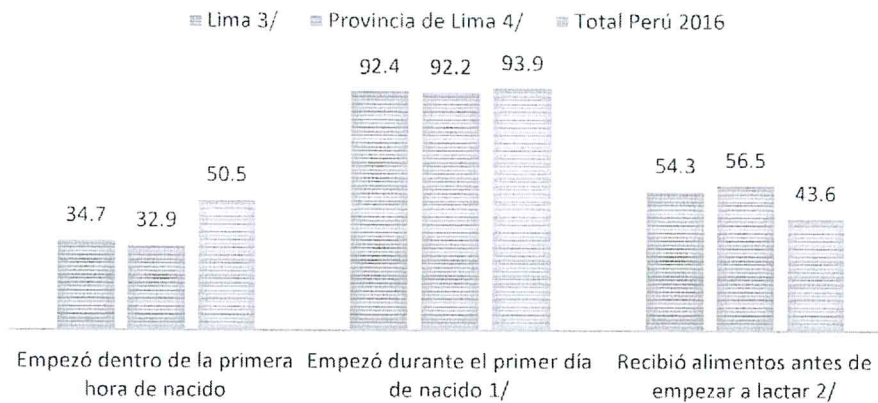 Lima 3/ Provincia de Lima 4/ Total Perú 2016
92.4 92.2 93.9
54.3 56.5 43.6
50.5
34.7 32.9
Empezó dentro de la primera hora de nacido
Empezó durante el primer día de nacido 1/
Recibió alimentos antes de empezar a lactar 2/